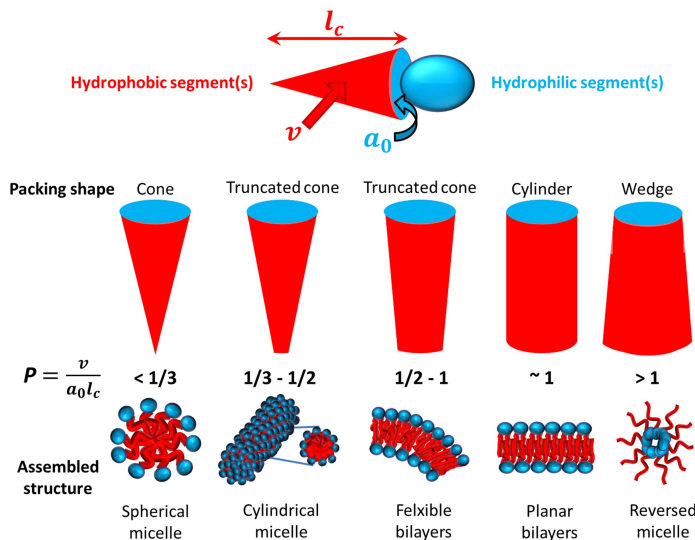 l_c
Hydrophobic segment(s) Hydrophilic segment(s)
v
a_0
Packing shape Cone Truncated cone Truncated cone Cylinder Wedge
P = v / a_0 l_c < 1/3 1/3 - 1/2 1/2 - 1 ~ 1 > 1
Assembled
structure
Spherical Cylindrical Felxible Planar Reversed
micelle micelle bilayers bilayers micelle